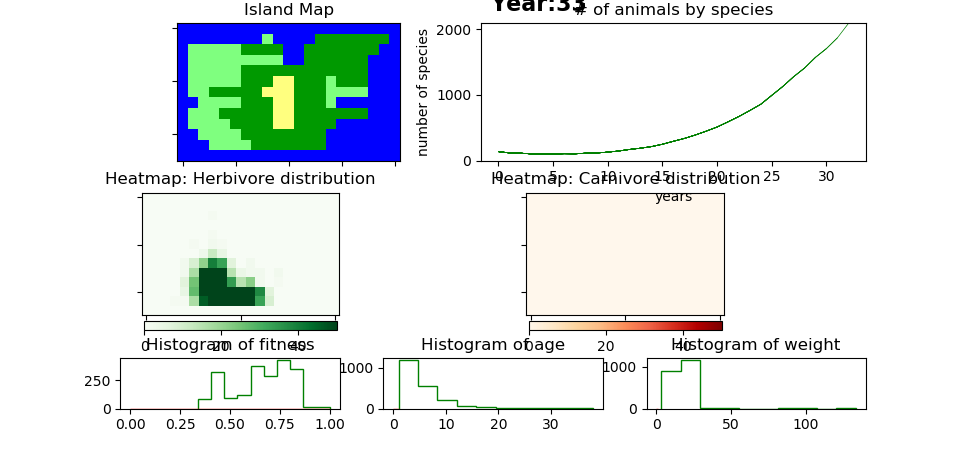 Year:33
Island Map
# of animals by species
number of species
2000
1000
0
0 5 10 15 20 25 30
years
Heatmap: Herbivore distribution
Heatmap: Carnivore distribution
0 20 40
0 20 40
Histogram of fitness
Histogram of age
Histogram of weight
250
0
0.00 0.25 0.50 0.75 1.00
1000
0
0 10 20 30
1000
0
0 50 100